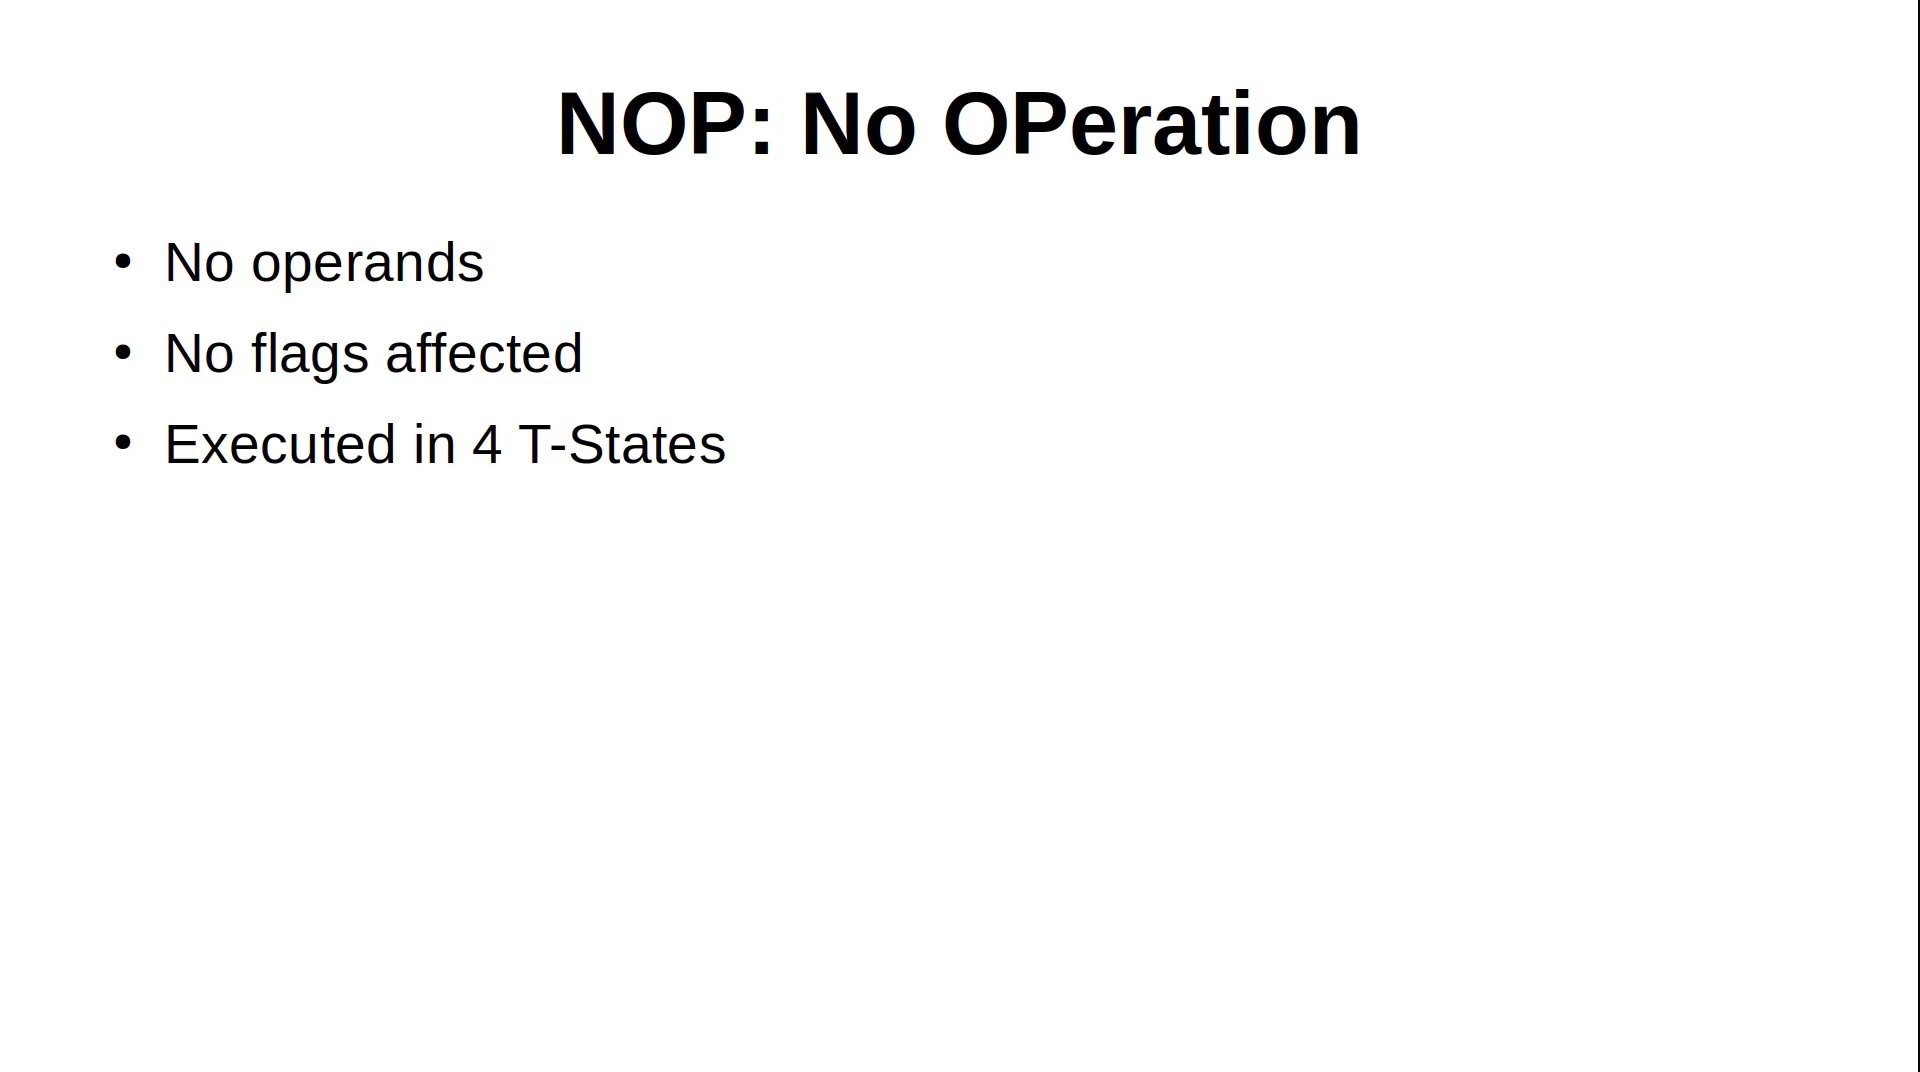 NOP: No OPeration
• No operands
• No flags affected
• Executed in 4 T-States